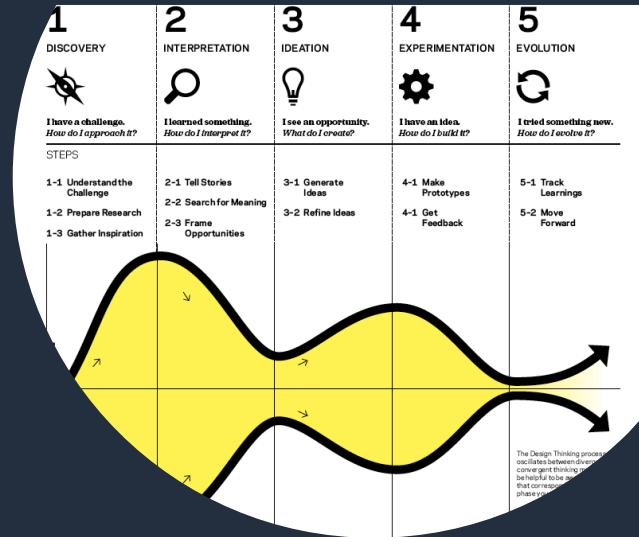 1
DISCOVERY
I have a challenge.
How do I approach it?
2
INTERPRETATION
I learned something.
How do I interpret it?
3
IDEATION
I see an opportunity.
What do I create?
4
EXPERIMENTATION
I have an idea.
How do I build it?
5
EVOLUTION
I tried something new.
How do I evolve it?
STEPS
1-1 Understand the
Challenge
1-2 Prepare Research
1-3 Gather Inspiration
2-1 Tell Stories
2-2 Search for Meaning
2-3 Frame
Opportunities
3-1 Generate
Ideas
3-2 Refine Ideas
4-1 Make
Prototypes
4-1 Get
Feedback
5-1 Track
Learnings
5-2 Move
Forward
The Design Thinking process
oscillates between
convergent thinking
be helpful to be
that
phase